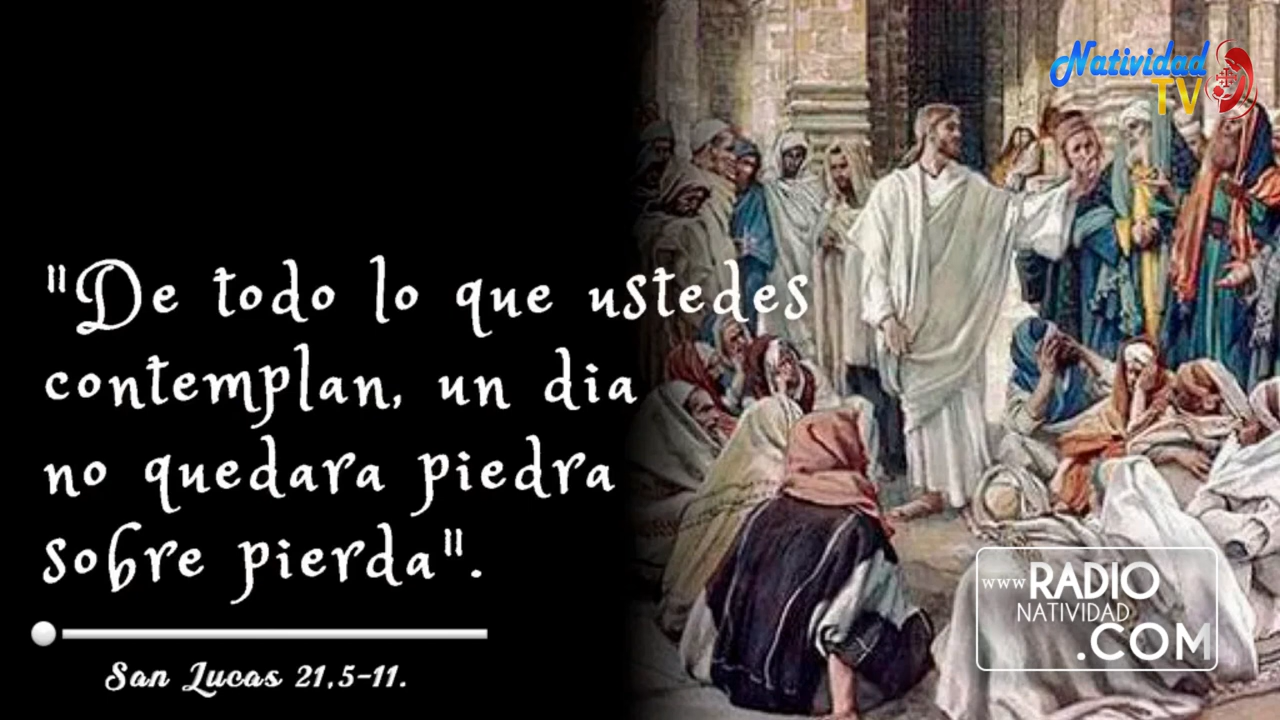 Natividad
TV
"De todo lo que ustedes
contemplan, un dia
no quedara piedra
sobre pierda".
San Lucas 21,5-11.
www RADIO
NATIVIDAD
.COM